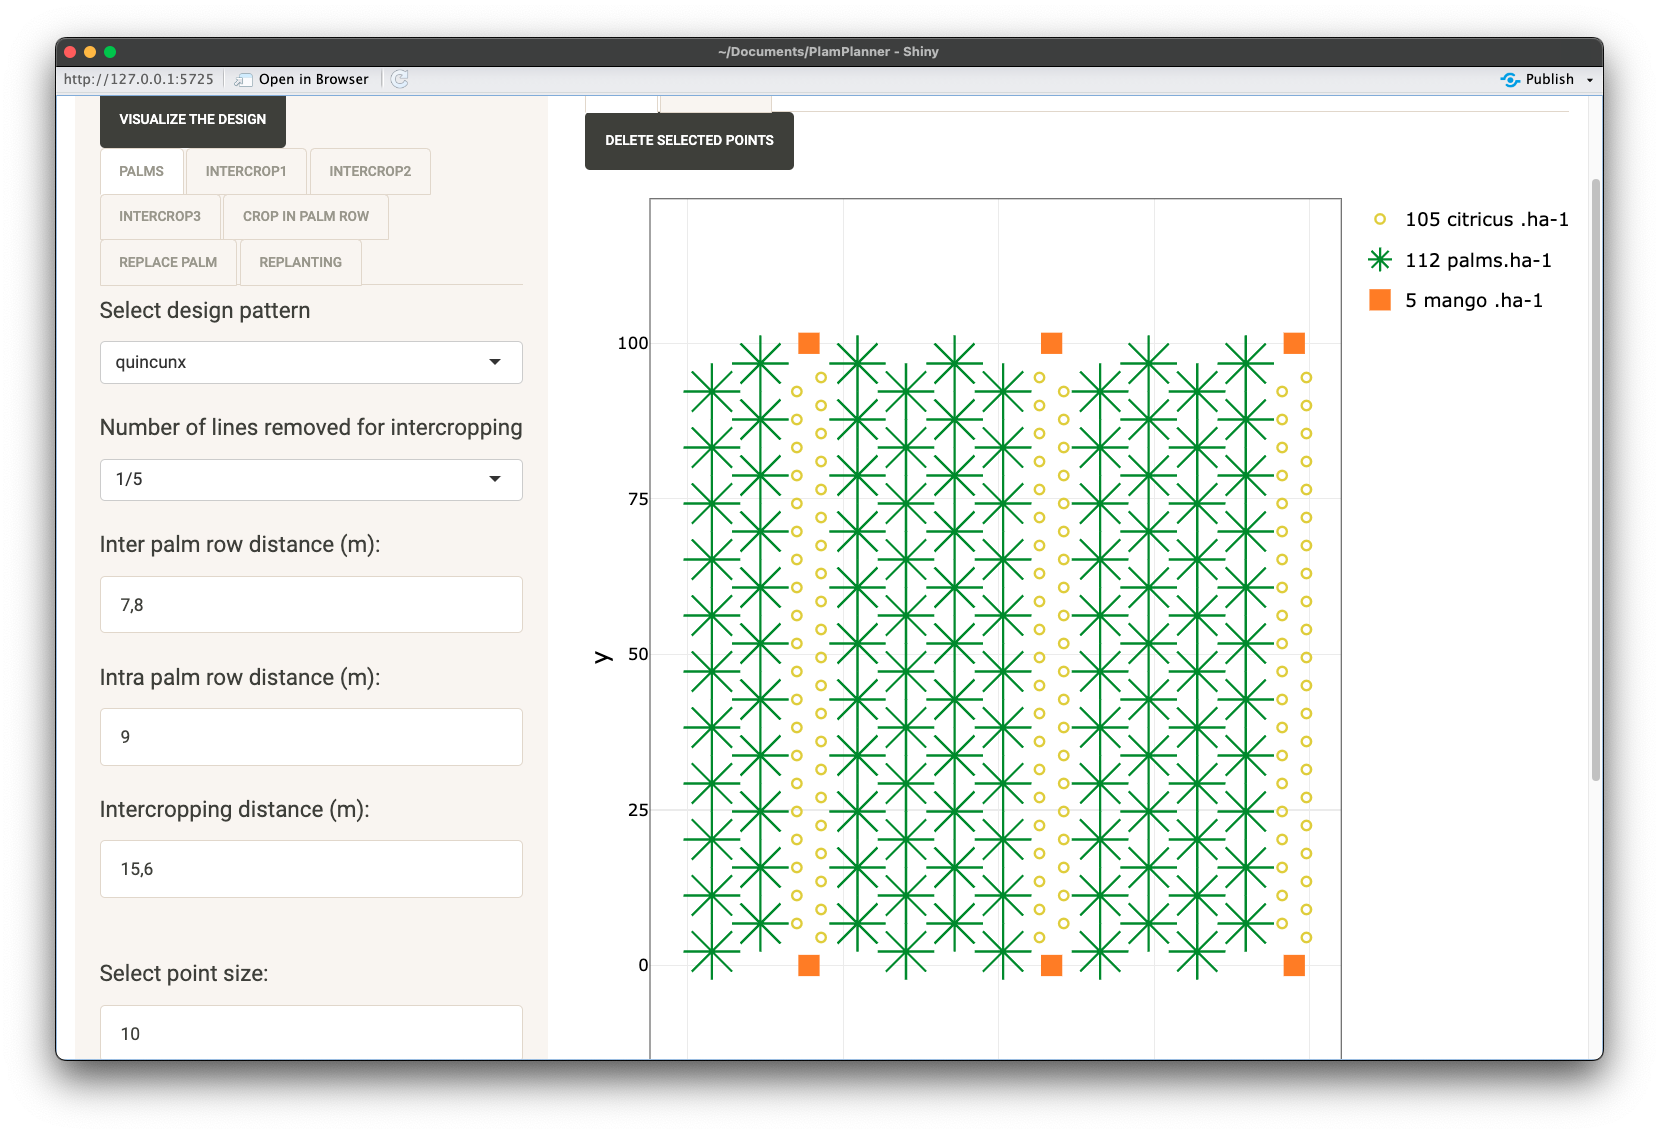 ~/Documents/PlamPlanner - Shiny
http://127.0.0.1:5725 Open in Browser Publish
VISUALIZE THE DESIGN
PALMS INTERCROP1 INTERCROP2
INTERCROP3 CROP IN PALM ROW
REPLACE PALM REPLANTING
Select design pattern
quincunx
Number of lines removed for intercropping
1/5
Inter palm row distance (m):
7,8
Intra palm row distance (m):
9
Intercropping distance (m):
15,6
Select point size:
10
DELETE SELECTED POINTS
100
75
50
25
0
y
105 citricus .ha-1
112 palms.ha-1
5 mango .ha-1